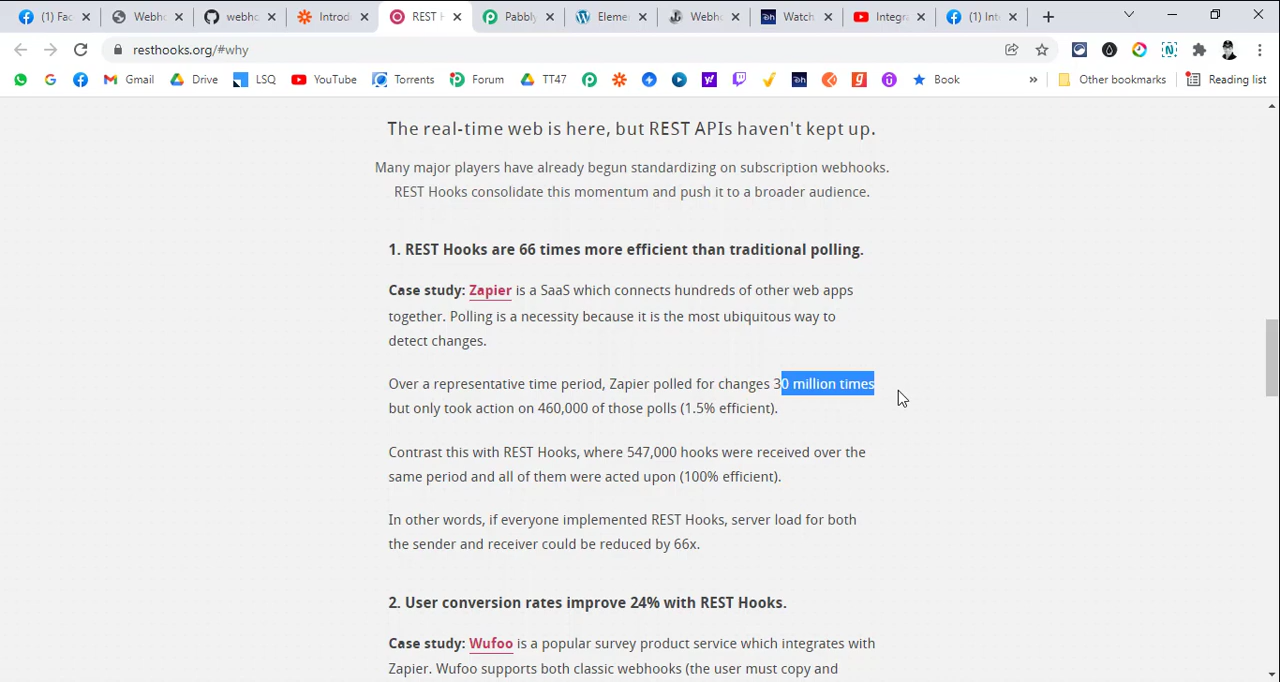 (1) Fac
Webho
webho
Introdu
REST H
Pabbly
Eleme
Webho
Watch
Integra
(1) Int
resthooks.org/#why
Gmail
Drive
LSQ
YouTube
Torrents
Forum
TT47
Book
»
Other bookmarks
Reading list
The real-time web is here, but REST APIs haven't kept up.
Many major players have already begun standardizing on subscription webhooks.
REST Hooks consolidate this momentum and push it to a broader audience.
1. REST Hooks are 66 times more efficient than traditional polling.
Case study: Zapier is a SaaS which connects hundreds of other web apps
together. Polling is a necessity because it is the most ubiquitous way to
detect changes.
Over a representative time period, Zapier polled for changes 30 million times
but only took action on 460,000 of those polls (1.5% efficient).
Contrast this with REST Hooks, where 547,000 hooks were received over the
same period and all of them were acted upon (100% efficient).
In other words, if everyone implemented REST Hooks, server load for both
the sender and receiver could be reduced by 66x.
2. User conversion rates improve 24% with REST Hooks.
Case study: Wufoo is a popular survey product service which integrates with
Zapier. Wufoo supports both classic webhooks (the user must copy and